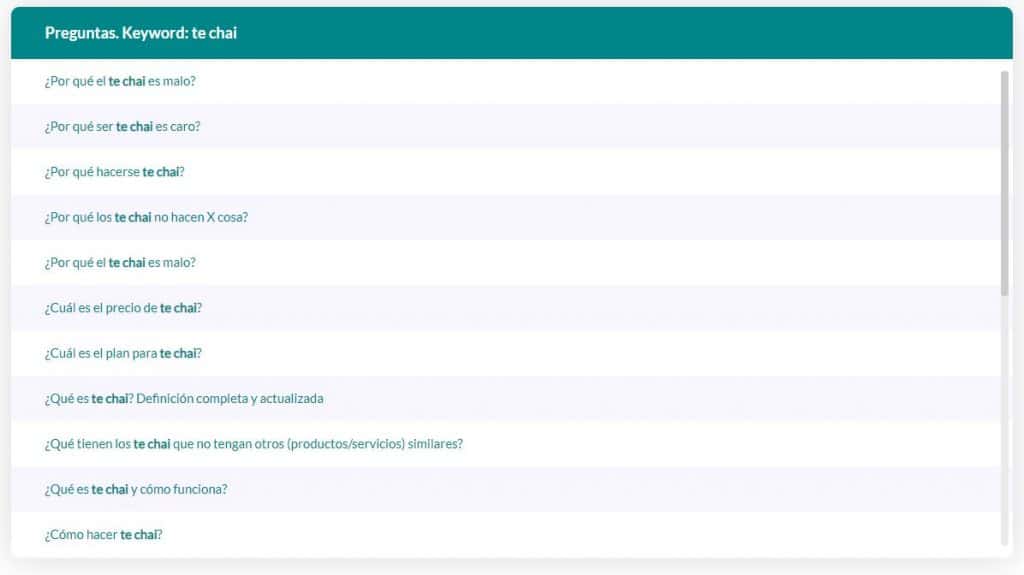 Preguntas. Keyword: te chai
¿Por qué el te chai es malo?
¿Por qué ser te chai es caro?
¿Por qué hacerse te chai?
¿Por qué los te chai no hacen X cosa?
¿Por qué el te chai es malo?
¿Cuál es el precio de te chai?
¿Cuál es el plan para te chai?
¿Qué es te chai? Definición completa y actualizada
¿Qué tienen los te chai que no tengan otros (productos/servicios) similares?
¿Qué es te chai y cómo funciona?
¿Cómo hacer te chai?